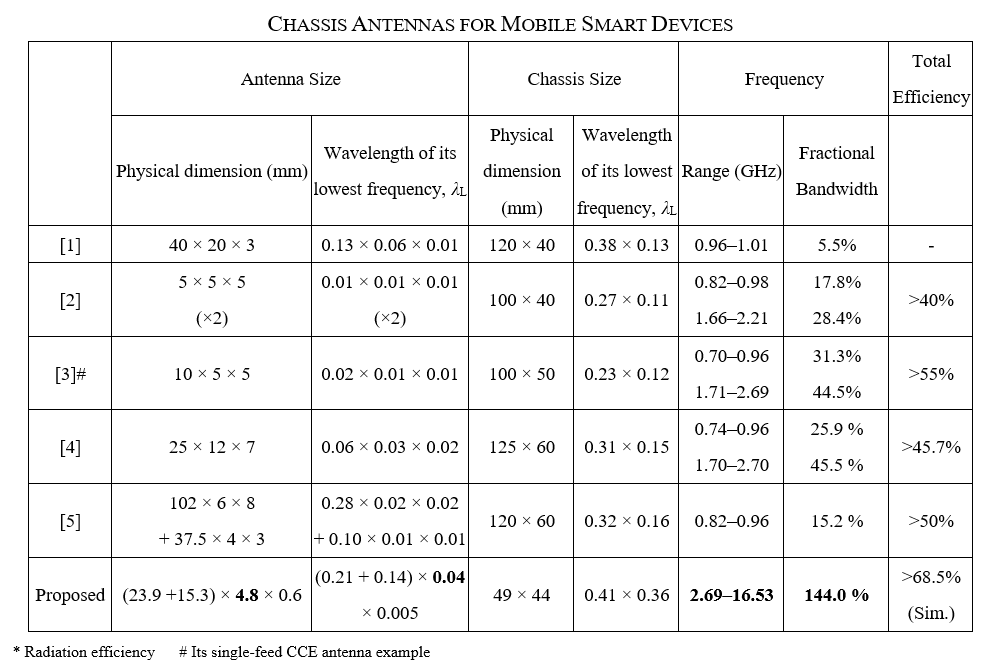 CHASSIS ANTENNAS FOR MOBILE SMART DEVICES
Antenna Size Chassis Size Frequency Total
Efficiency
Physical dimension (mm) Wavelength of its
lowest frequency, λL
Physical
dimension
(mm)
Wavelength
of its lowest
frequency, λL
Range (GHz) Fractional
Bandwidth
[1] 40 × 20 × 3 0.13 × 0.06 × 0.01 120 × 40 0.38 × 0.13 0.96–1.01 5.5% -
[2] 5 × 5 × 5
(×2)
0.01 × 0.01 × 0.01
(×2)
100 × 40 0.27 × 0.11 0.82–0.98
1.66–2.21
17.8%
28.4%
>40%
[3]# 10 × 5 × 5 0.02 × 0.01 × 0.01 100 × 50 0.23 × 0.12 0.70–0.96
1.71–2.69
31.3%
44.5%
>55%
[4] 25 × 12 × 7 0.06 × 0.03 × 0.02 125 × 60 0.31 × 0.15 0.74–0.96
1.70–2.70
25.9 %
45.5 %
>45.7%
[5] 102 × 6 × 8
+ 37.5 × 4 × 3
0.28 × 0.02 × 0.02
+ 0.10 × 0.01 × 0.01
120 × 60 0.32 × 0.16 0.82–0.96 15.2 % >50%
Proposed (23.9 +15.3) × 4.8 × 0.6 (0.21 + 0.14) × 0.04
× 0.005
49 × 44 0.41 × 0.36 2.69–16.53 144.0 % >68.5%
(Sim.)
* Radiation efficiency # Its single-feed CCE antenna example